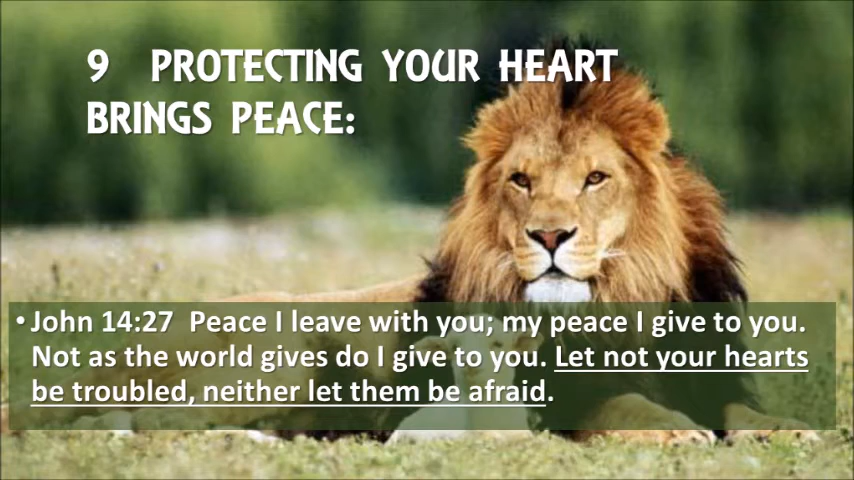 9 PROTECTING YOUR HEART
BRINGS PEACE:
• John 14:27 Peace I leave with you; my peace I give to you.
Not as the world gives do I give to you. Let not your hearts
be troubled, neither let them be afraid.